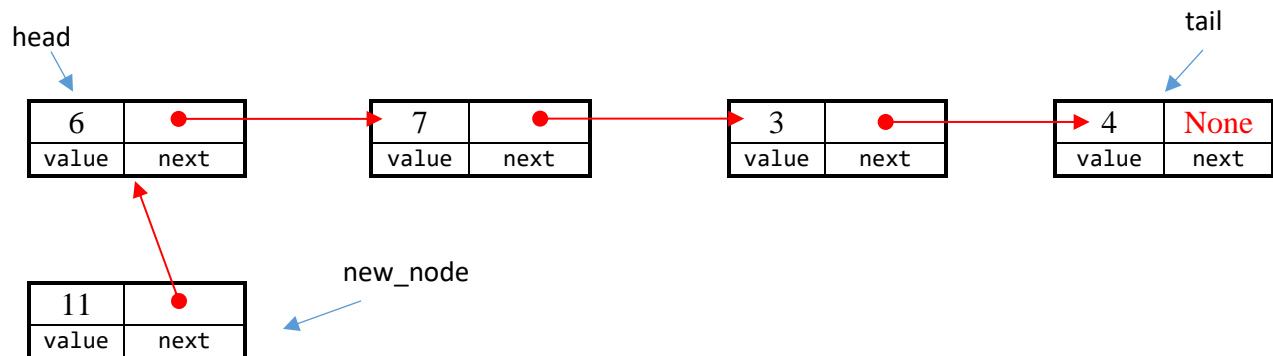 head
tail
6
7
3
4 None
value next
value next
value next
value next
new_node
11
value next